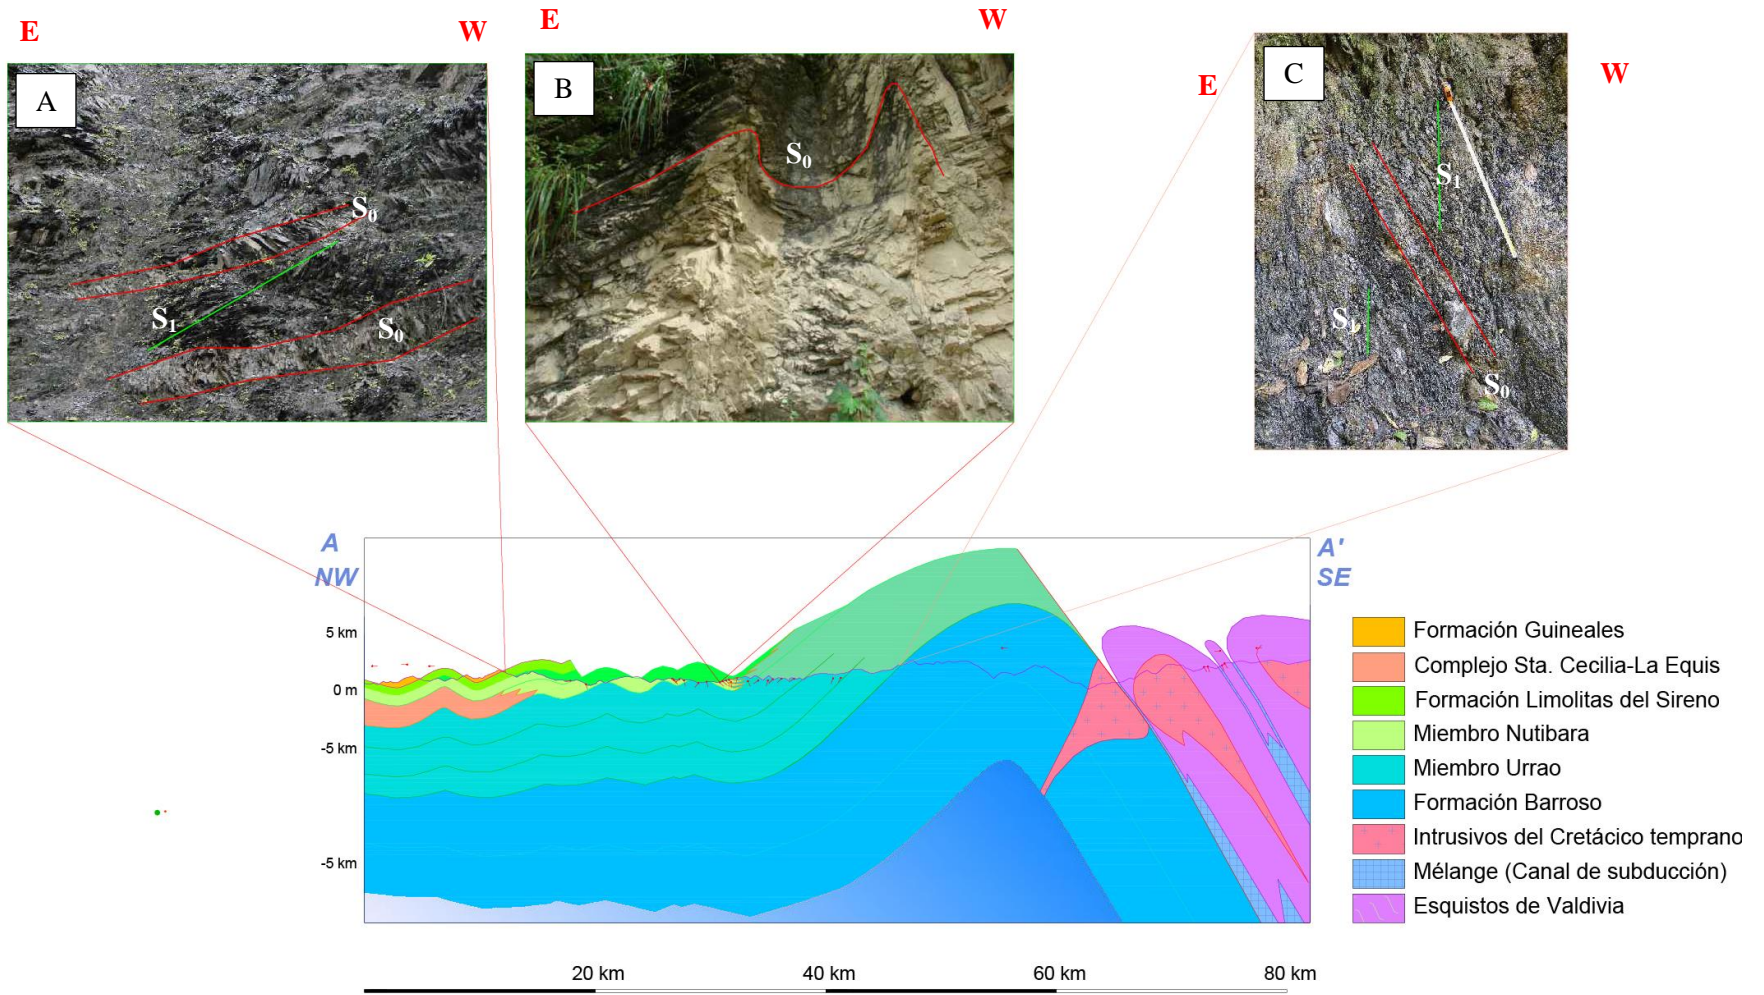 E
W
E
W
E
W
A
B
C
S₀
S₁
S₀
S₀
S₁
S₁
S₀
A
NW
A'
SE
5 km
0 m
-5 km
-5 km
Formación Guineales
Complejo Sta. Cecilia-La Equis
Formación Limolitas del Sireno
Miembro Nutibara
Miembro Urrao
Formación Barroso
Intrusivos del Cretácico temprano
Mélange (Canal de subducción)
Esquistos de Valdivia
20 km
40 km
60 km
80 km